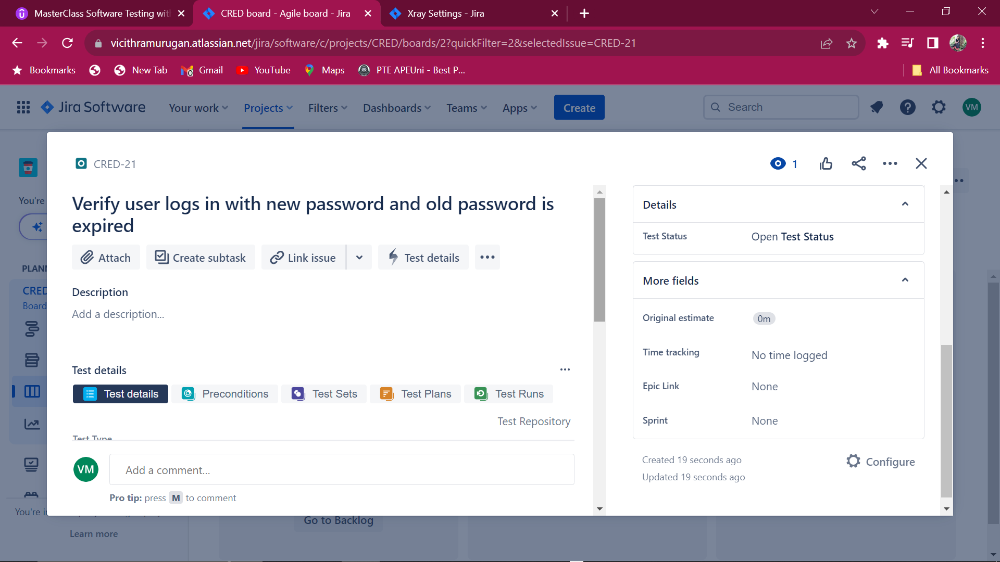 MasterClass Software Testing wit
CRED board - Agile board - Jira
Xray Settings - Jira
vicithramurugan.atlassian.net/jira/software/c/projects/CRED/boards/2?quickFilter=2&selectedIssue=CRED-21
Bookmarks
New Tab
Gmail
YouTube
Maps
PTE APEUni - Best P...
All Bookmarks
Jira Software
Your work
Projects
Filters
Dashboards
Teams
Apps
Create
Search
VM
CRED-21
1
You're
PLANN
CRED
Board
Verify user logs in with new password and old password is
expired
Attach
Create subtask
Link issue
Test details
Description
Add a description...
Test details
Test details
Preconditions
Test Sets
Test Plans
Test Runs
Test Repository
Test Type
VM
Add a comment...
Pro tip: press M to comment
Details
Test Status
Open Test Status
More fields
Original estimate
0m
Time tracking
No time logged
Epic Link
None
Sprint
None
Created 19 seconds ago
Updated 19 seconds ago
Configure
You're i
Go to Backlog
Learn more